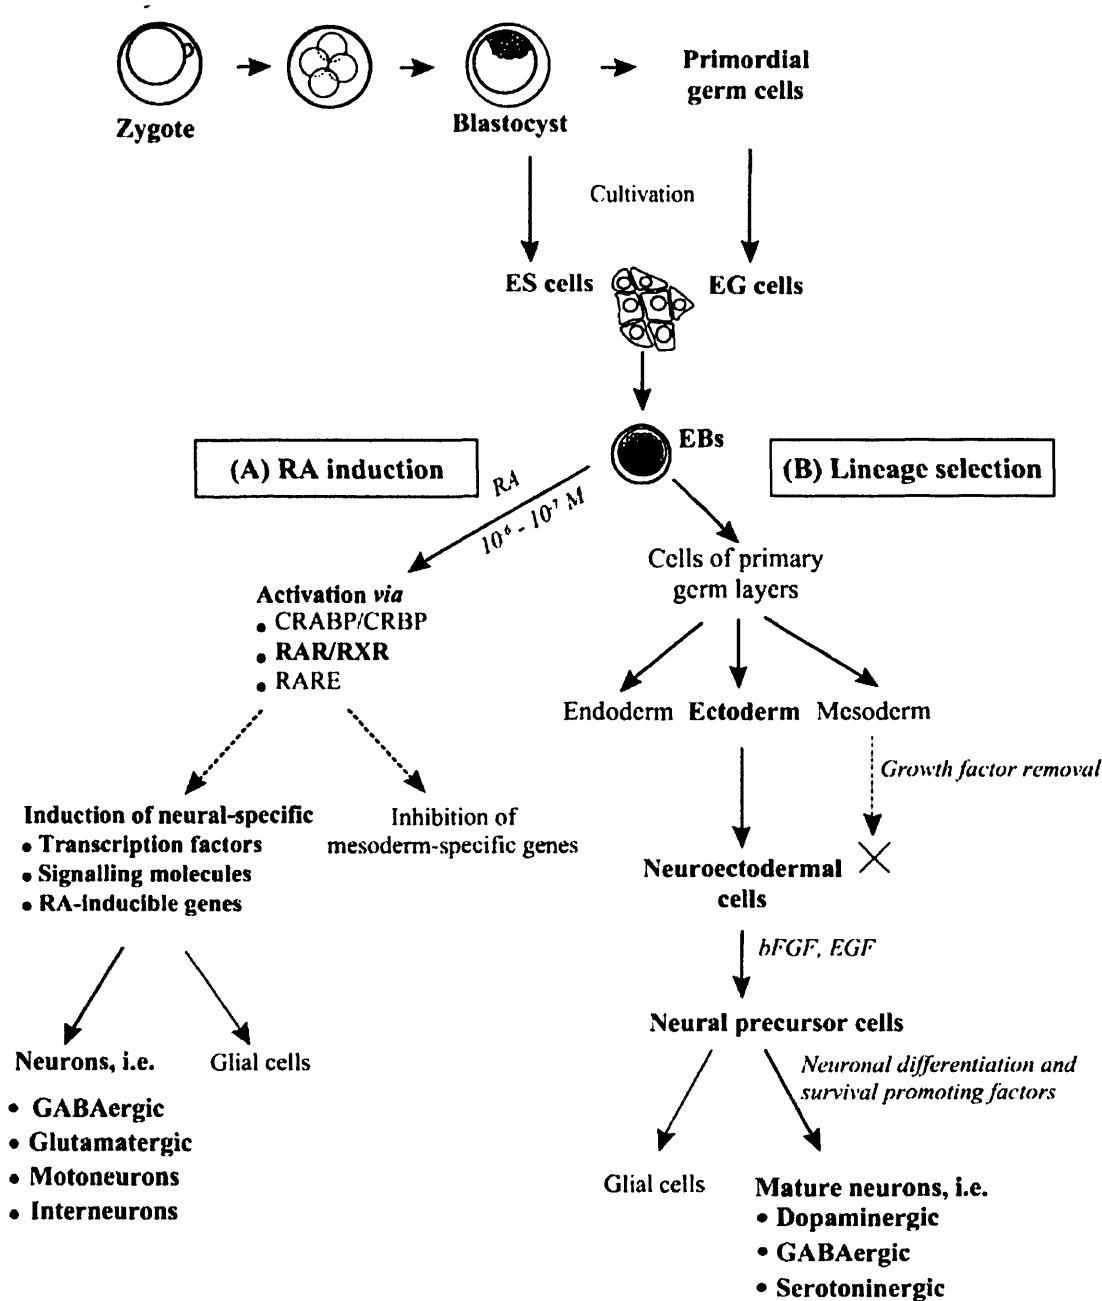 Primordial
germ cells
Zygote
Blastocyst
Cultivation
ES cells
EG cells
EBs
(A) RA induction
(B) Lineage selection
RA
10⁻⁶ - 10⁻⁷ M
Cells of primary
germ layers
Activation via
• CRABP/CRBP
• RAR/RXR
• RARE
Endoderm Ectoderm Mesoderm
Growth factor removal
Induction of neural-specific
• Transcription factors
• Signalling molecules
• RA-inducible genes
Inhibition of
mesoderm-specific genes
Neuroectodermal
cells
bFGF, EGF
Neural precursor cells
Neurons, i.e.
• GABAergic
• Glutamatergic
• Motoneurons
• Interneurons
Glial cells
Neuronal differentiation and
survival promoting factors
Glial cells
Mature neurons, i.e.
• Dopaminergic
• GABAergic
• Serotoninergic